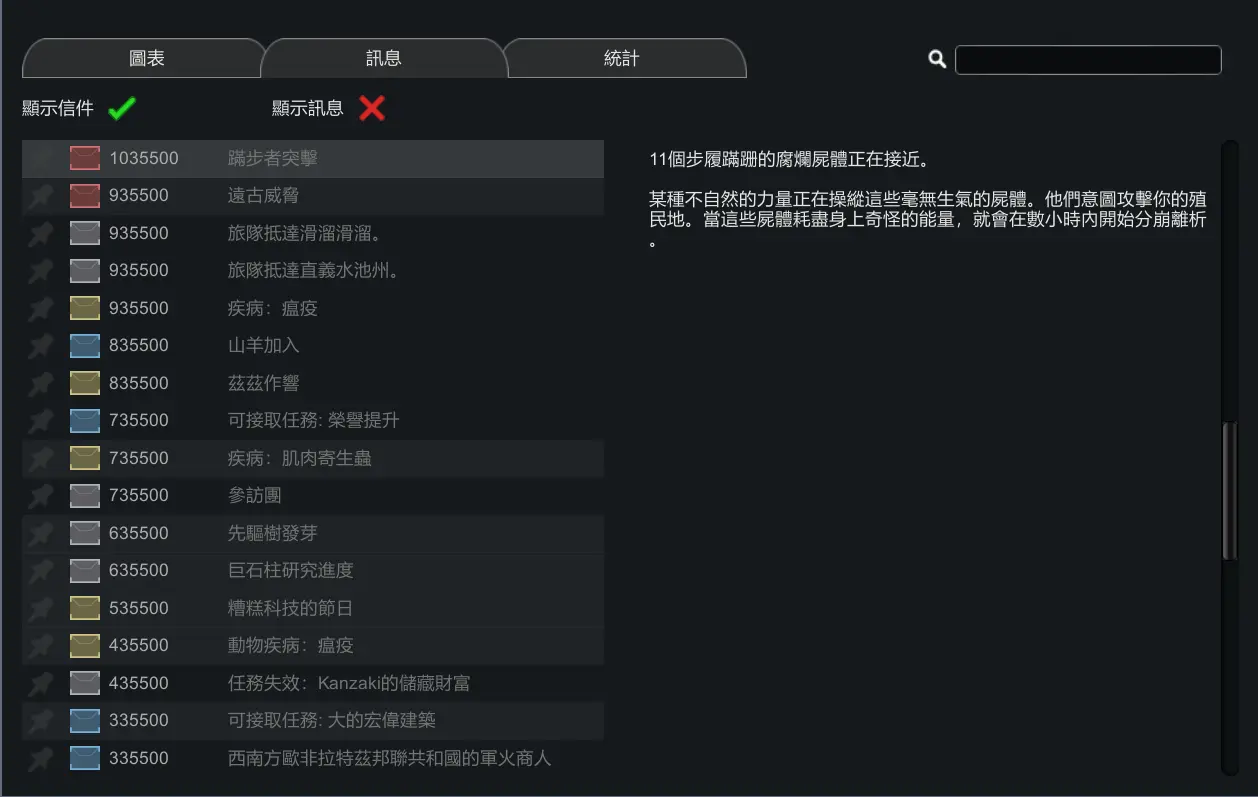 圖表
訊息
統計
顯示信件
顯示訊息
1035500 蹣步者突擊
935500 遠古威脅
935500 旅隊抵達滑溜滑溜。
935500 旅隊抵達直義水池州。
935500 疾病：瘟疫
835500 山羊加入
835500 茲茲作響
735500 可接取任務: 榮譽提升
735500 疾病：肌肉寄生蟲
735500 參訪團
635500 先驅樹發芽
635500 巨石柱研究進度
535500 糟糕科技的節日
435500 動物疾病：瘟疫
435500 任務失效：Kanzaki的儲藏財富
335500 可接取任務: 大的宏偉建築
335500 西南方歐非拉特茲邦聯共和國的軍火商人
11個步履蹣跚的腐爛屍體正在接近。
某種不自然的力量正在操縱這些毫無生氣的屍體。他們意圖攻擊你的殖
民地。當這些屍體耗盡身上奇怪的能量，就會在數小時內開始分崩離析
。